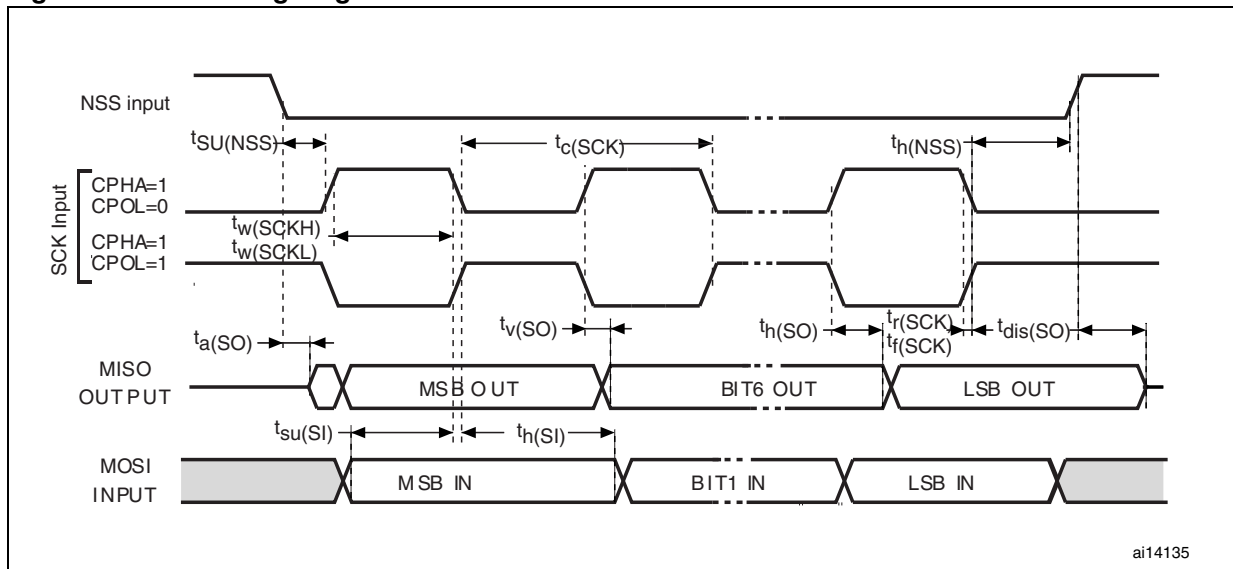 NSS input
tSU(NSS)
tc(SCK)
th(NSS)
SCK Input
CPHA=1
CPOL=0
tw(SCKH)
tw(SCKL)
CPHA=1
CPOL=1
ta(SO)
tv(SO)
th(SO)
tr(SCK)
tf(SCK)
tdis(SO)
MISO
OUTPUT
MSB OUT
BIT6 OUT
LSB OUT
tsu(SI)
th(SI)
MOSI
INPUT
MSB IN
BIT1 IN
LSB IN
ai14135